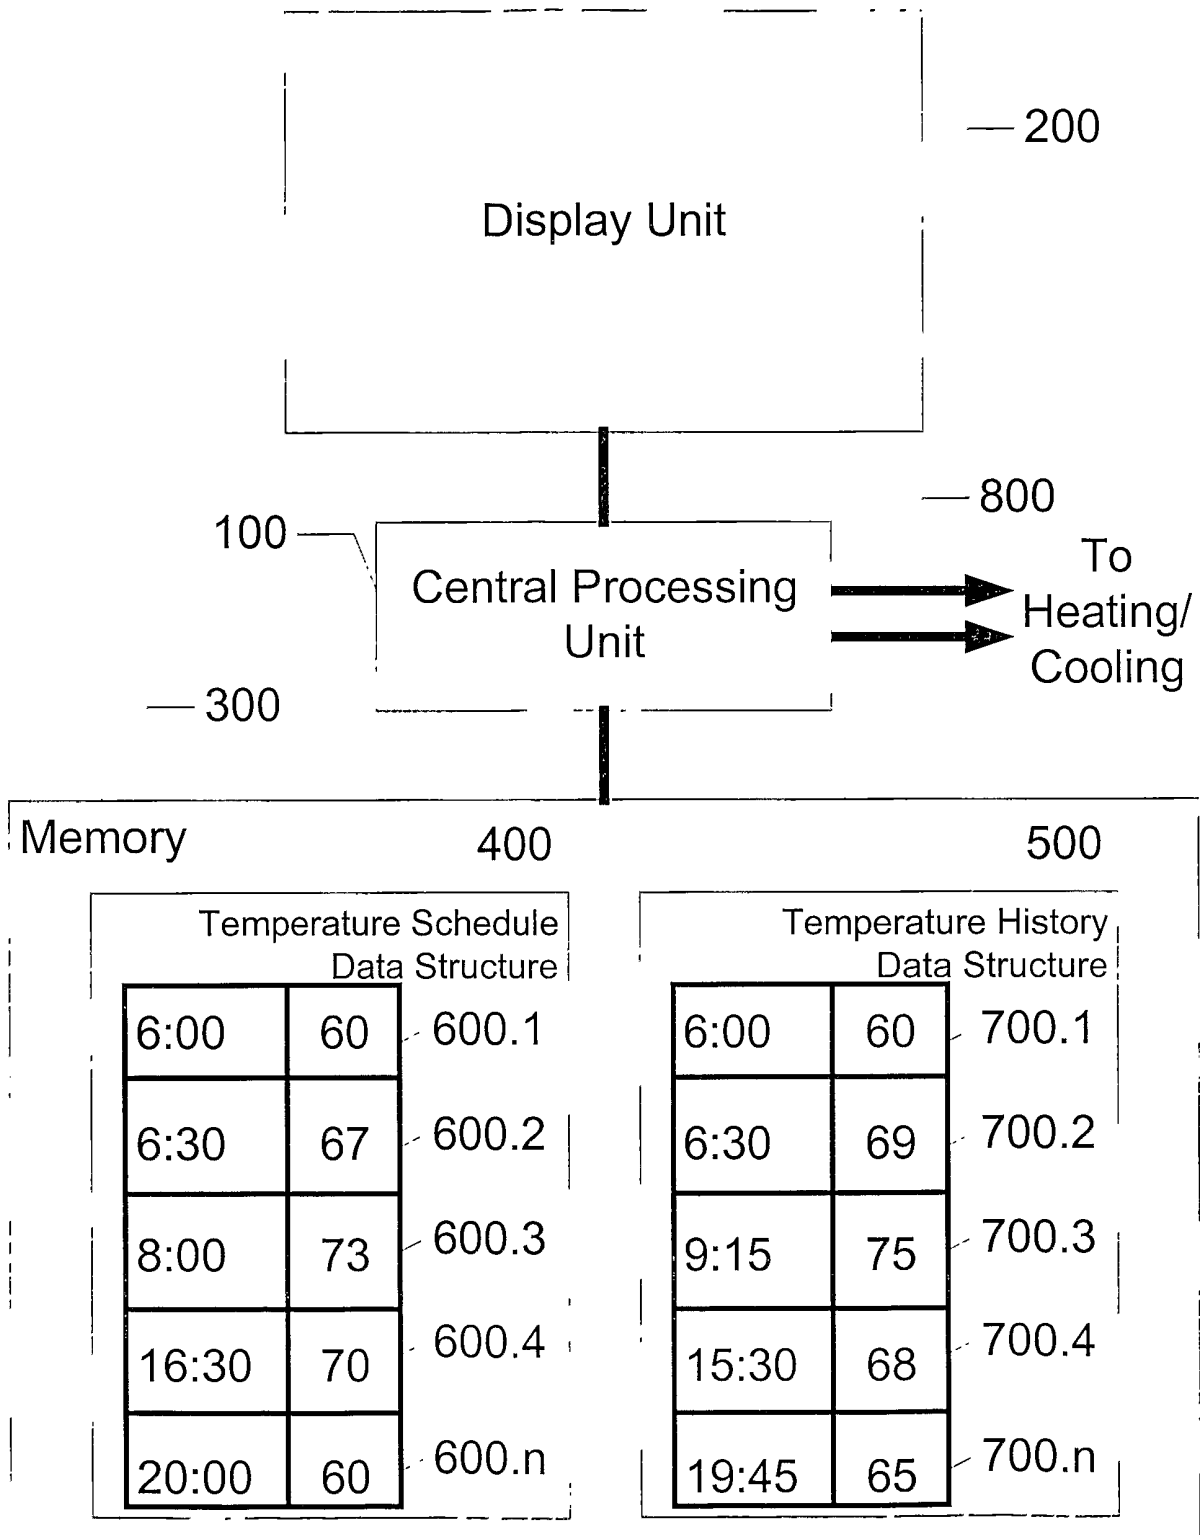 200
Display Unit
800
100
Central Processing
Unit
To
Heating/
Cooling
300
Memory
400
500
Temperature Schedule
Data Structure
6:00 60 600.1
6:30 67 600.2
8:00 73 600.3
16:30 70 600.4
20:00 60 600.n
Temperature History
Data Structure
6:00 60 700.1
6:30 69 700.2
9:15 75 700.3
15:30 68 700.4
19:45 65 700.n